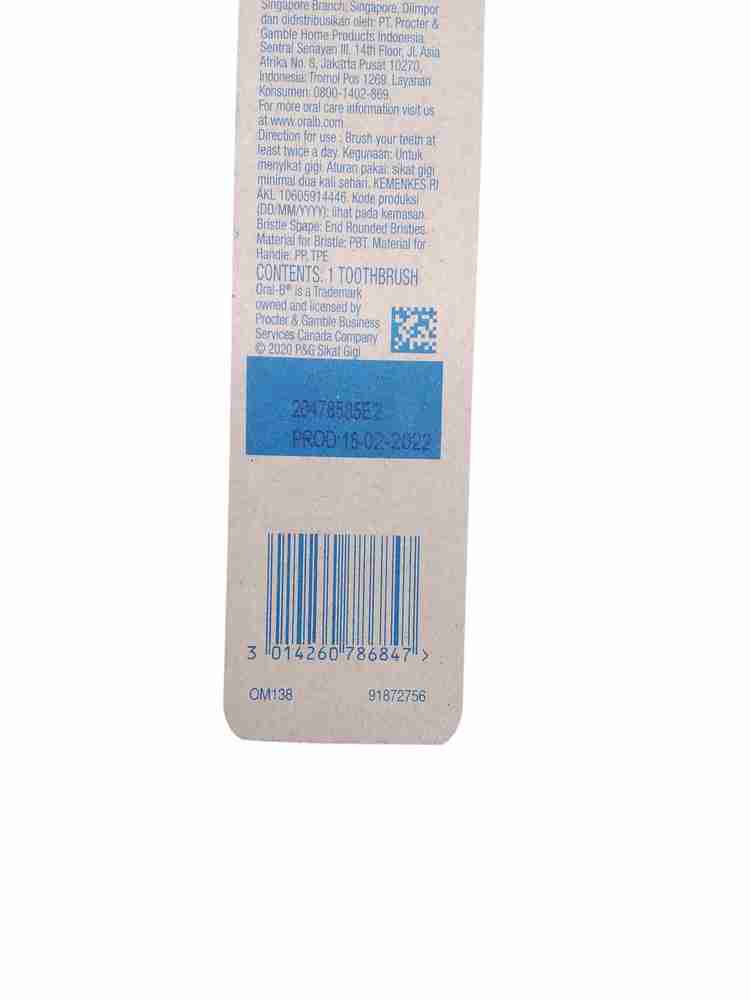 Singapore Branch, Singapore. Diimpor
dan didistribusikan oleh: PT. Procter &
Gamble Home Products Indonesia.
Sentral Senayan III, 14th Floor, Jl. Asia
Afrika No. 8, Jakarta Pusat 10270,
Indonesia. Tromol Pos 1269. Layanan
Konsumen: 0800-1402-869.
For more oral care information visit us
at www.oralb.com
Direction for use : Brush your teeth at
least twice a day. Kegunaan: Untuk
menyikat gigi. Aturan pakai: sikat gigi
minimal dua kali sehari. KEMENKES RI
AKL 10605914446. Kode produksi
(DD/MM/YYYY): lihat pada kemasan.
Bristle Shape: End Rounded Bristles.
Material for Bristle: PBT. Material for
Handle: PP, TPE
CONTENTS: 1 TOOTHBRUSH
Oral-B® is a Trademark
owned and licensed by
Procter & Gamble Business
Services Canada Company
© 2020 P&G Sikat Gigi
PROD 16-02-2022
3 014260 786847 >
OM138 91872756